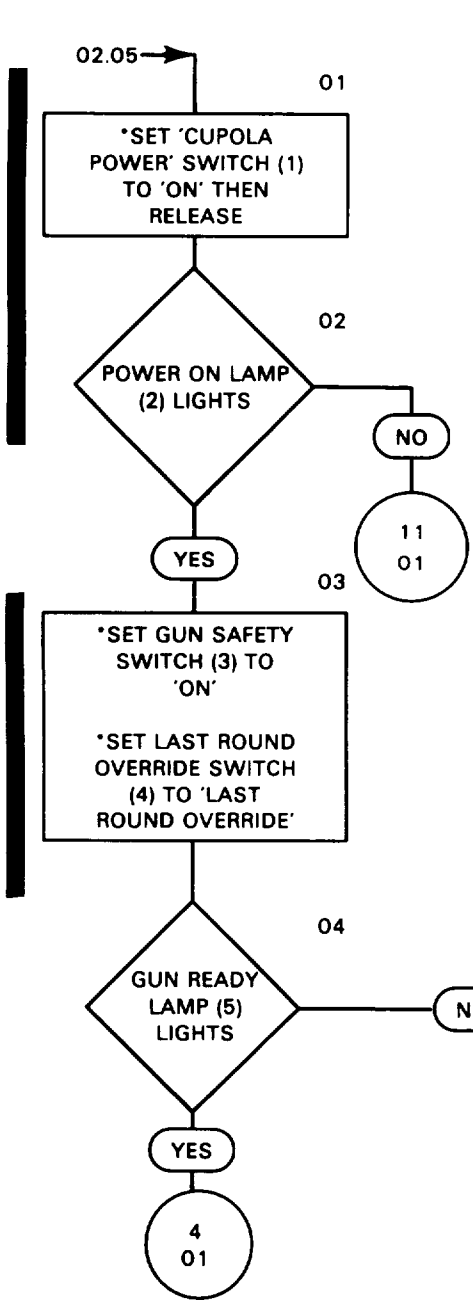 02.05
01
*SET 'CUPOLA
POWER' SWITCH (1)
TO 'ON' THEN
RELEASE
02
POWER ON LAMP
(2) LIGHTS
NO
11
01
YES
03
*SET GUN SAFETY
SWITCH (3) TO
'ON'
*SET LAST ROUND
OVERRIDE SWITCH
(4) TO 'LAST
ROUND OVERRIDE'
04
GUN READY
LAMP (5)
LIGHTS
N
YES
4
01